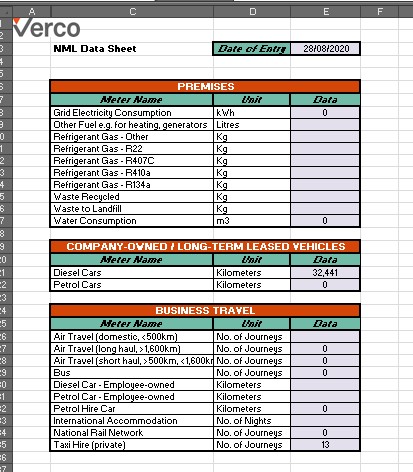 A C D E F
Verco
NML Data Sheet Date of Entry 28/08/2020
PREMISES
Meter Name Unit Data
Grid Electricity Consumption kWh 0
Other Fuel e.g. for heating, generators Litres
Refrigerant Gas - Other Kg
Refrigerant Gas - R22 Kg
Refrigerant Gas - R407C Kg
Refrigerant Gas - R410a Kg
Refrigerant Gas - R134a Kg
Waste Recycled Kg
Waste to Landfill Kg
Water Consumption m3 0
COMPANY-OWNED / LONG-TERM LEASED VEHICLES
Meter Name Unit Data
Diesel Cars Kilometers 32,441
Petrol Cars Kilometers 0
BUSINESS TRAVEL
Meter Name Unit Data
Air Travel (domestic, <500km) No. of Journeys
Air Travel (long haul, >1,600km) No. of Journeys 0
Air Travel (short haul, >500km, <1,600kr No. of Journeys 0
Bus No. of Journeys 0
Diesel Car - Employee-owned Kilometers
Petrol Car - Employee-owned Kilometers
Petrol Hire Car Kilometers 0
International Accommodation No. of Nights
National Rail Network No. of Journeys 0
Taxi Hire (private) No. of Journeys 13